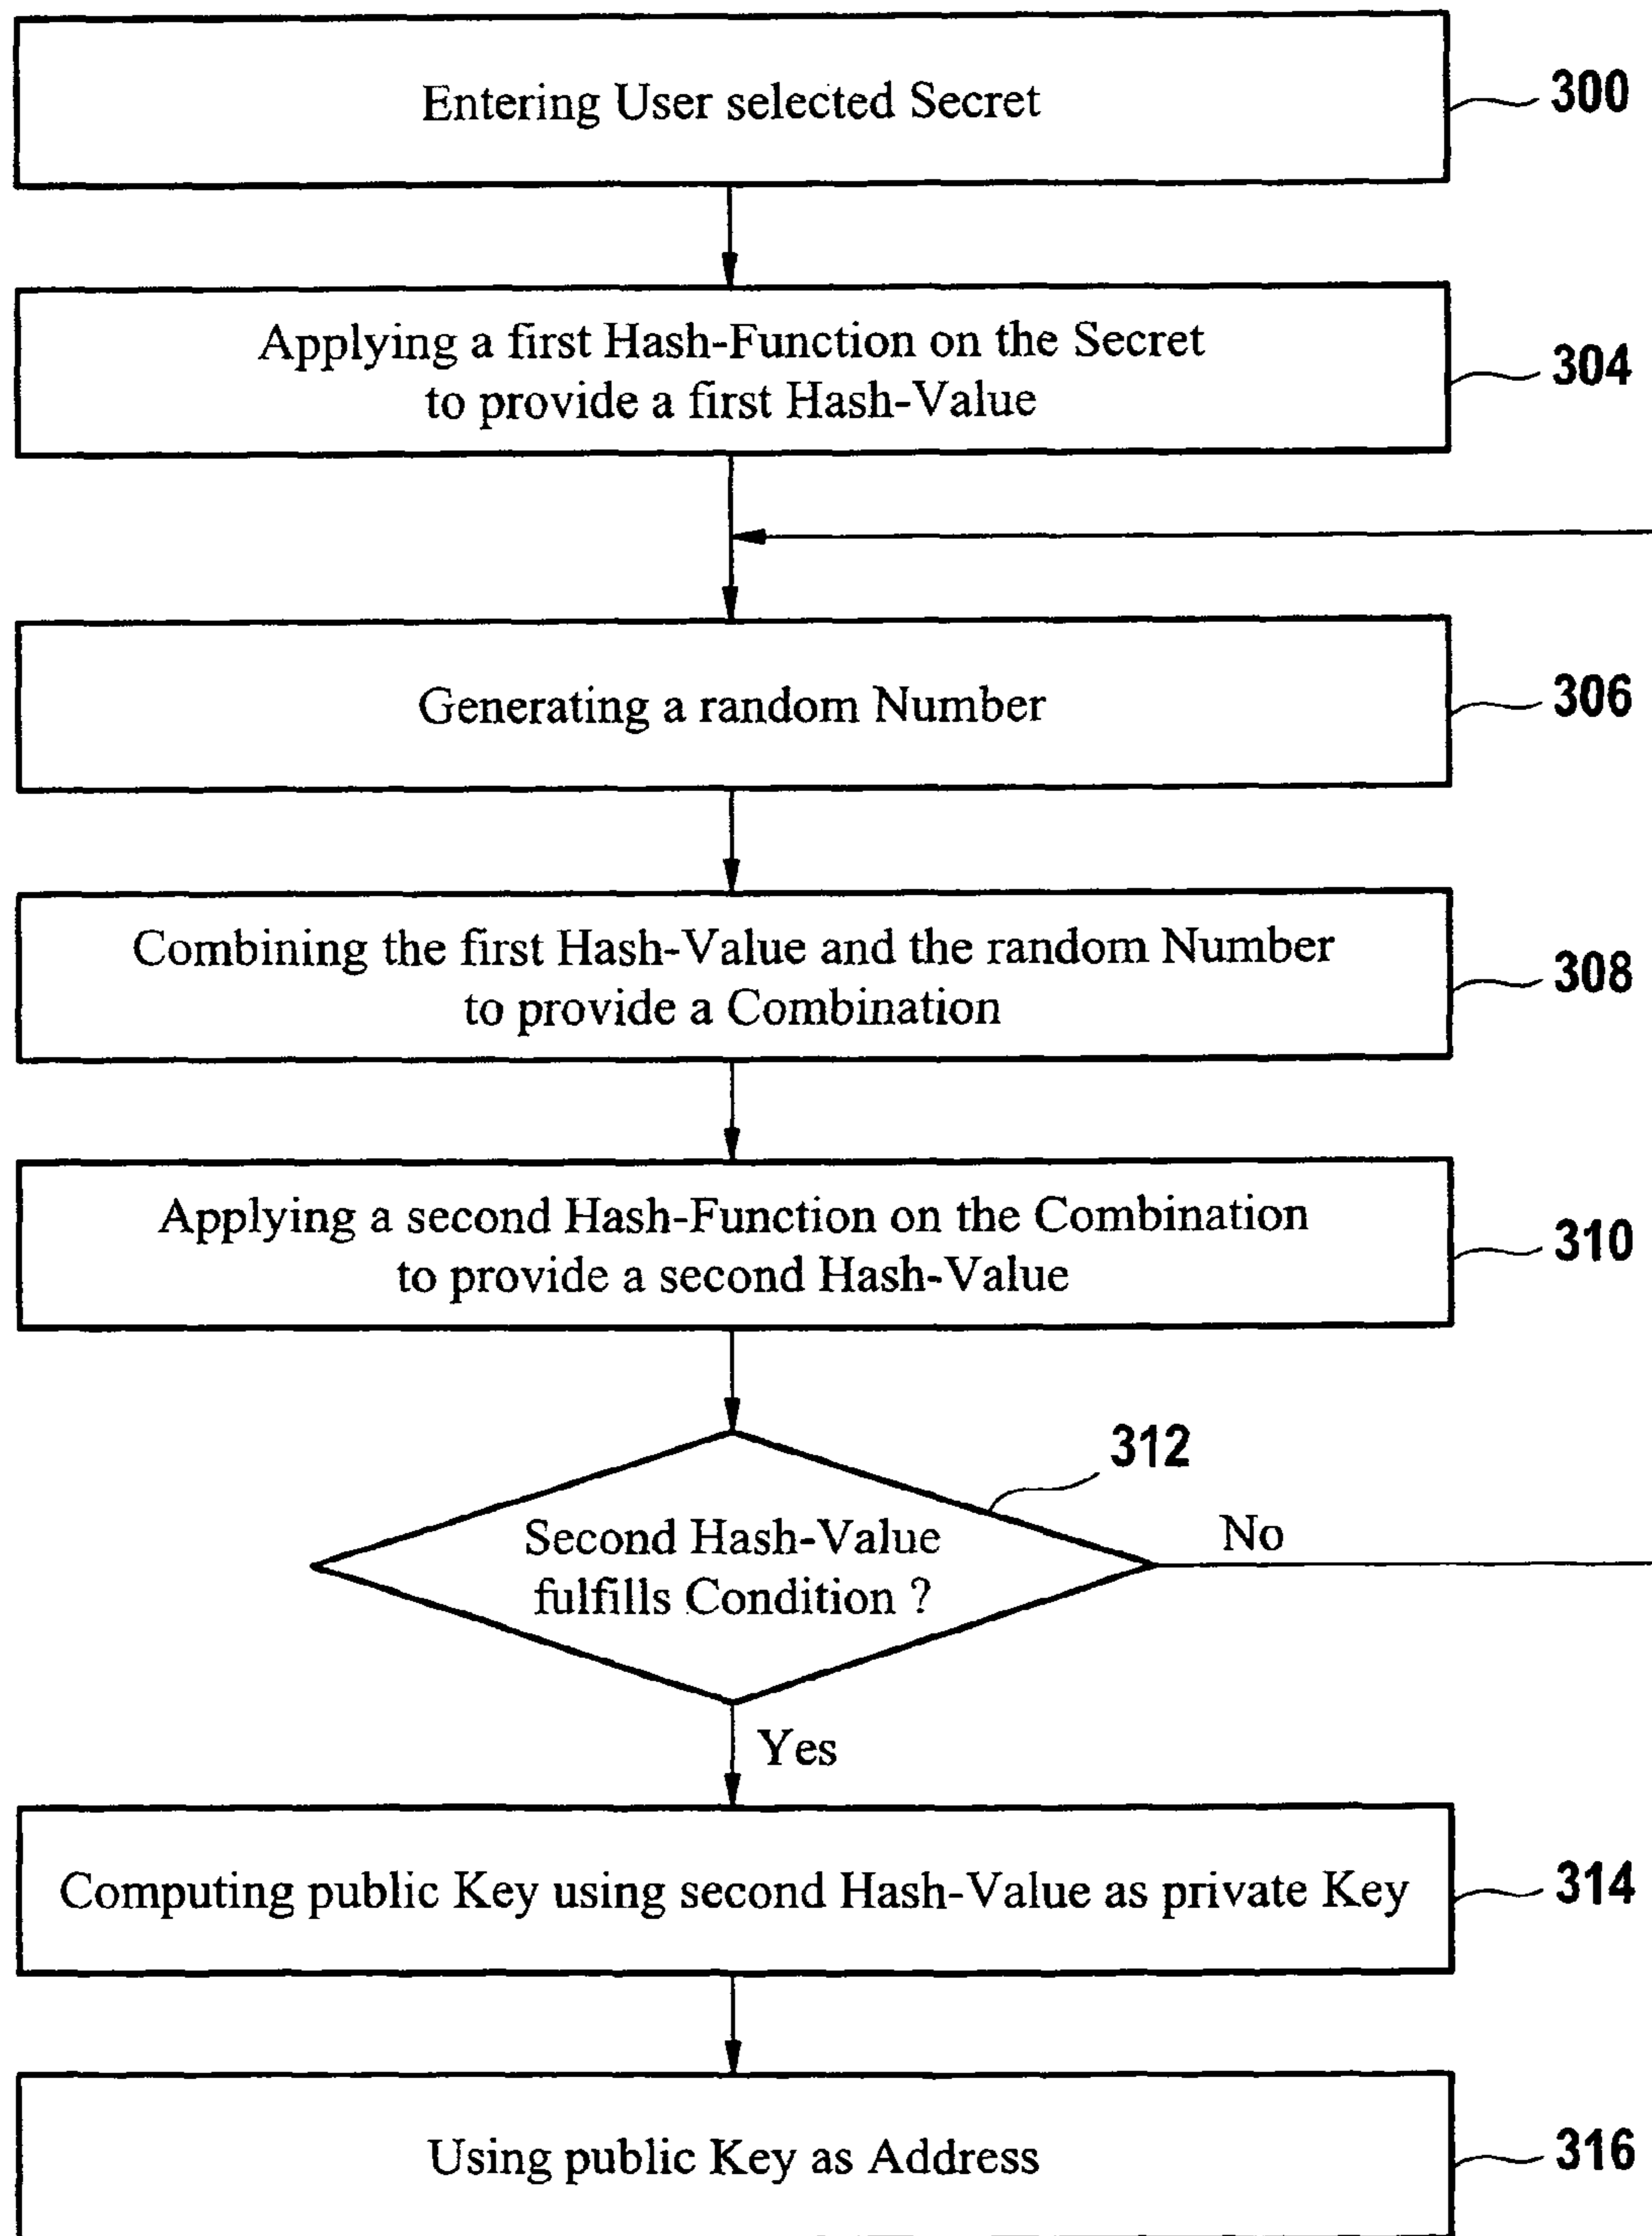 Entering User selected Secret
300
Applying a first Hash-Function on the Secret
to provide a first Hash-Value
304
Generating a random Number
306
Combining the first Hash-Value and the random Number
to provide a Combination
308
Applying a second Hash-Function on the Combination
to provide a second Hash-Value
310
312
Second Hash-Value
fulfills Condition ?
No
Yes
Computing public Key using second Hash-Value as private Key
314
Using public Key as Address
316